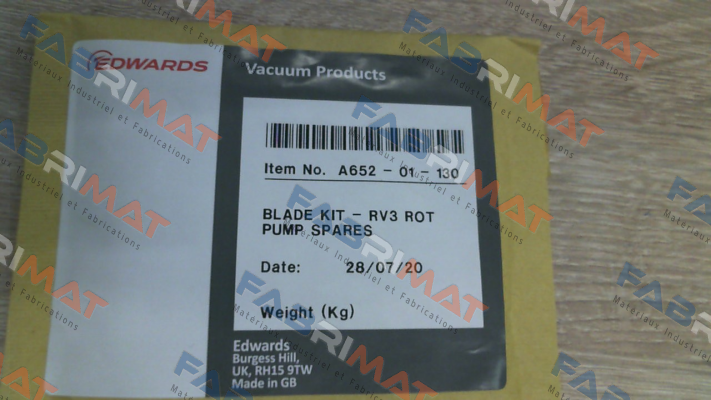 EDWARDS
Vacuum Products
Item No. A652 - 01 - 130
BLADE KIT - RV3 ROT
PUMP SPARES
Date: 28/07/20
Weight (Kg)
Edwards
Burgess Hill,
UK, RH15 9TW
Made in GB
FABRIMAT
Materiaux Industriel et Fabrications